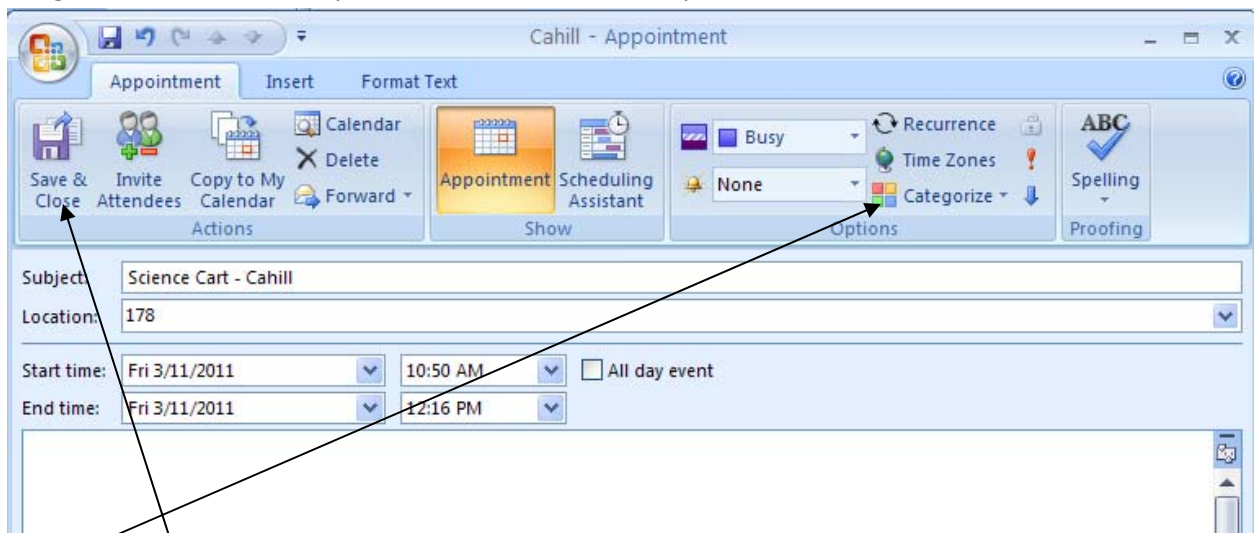 Cahill - Appointment
Appointment Insert Format Text
Save & Close
Invite Attendees
Copy to My Calendar
Calendar
Delete
Forward
Actions
Appointment
Scheduling Assistant
Show
Busy
None
Recurrence
Time Zones
Categorize
Options
ABC
Spelling
Proofing
Subject: Science Cart - Cahill
Location: 178
Start time: Fri 3/11/2011 10:50 AM All day event
End time: Fri 3/11/2011 12:16 PM